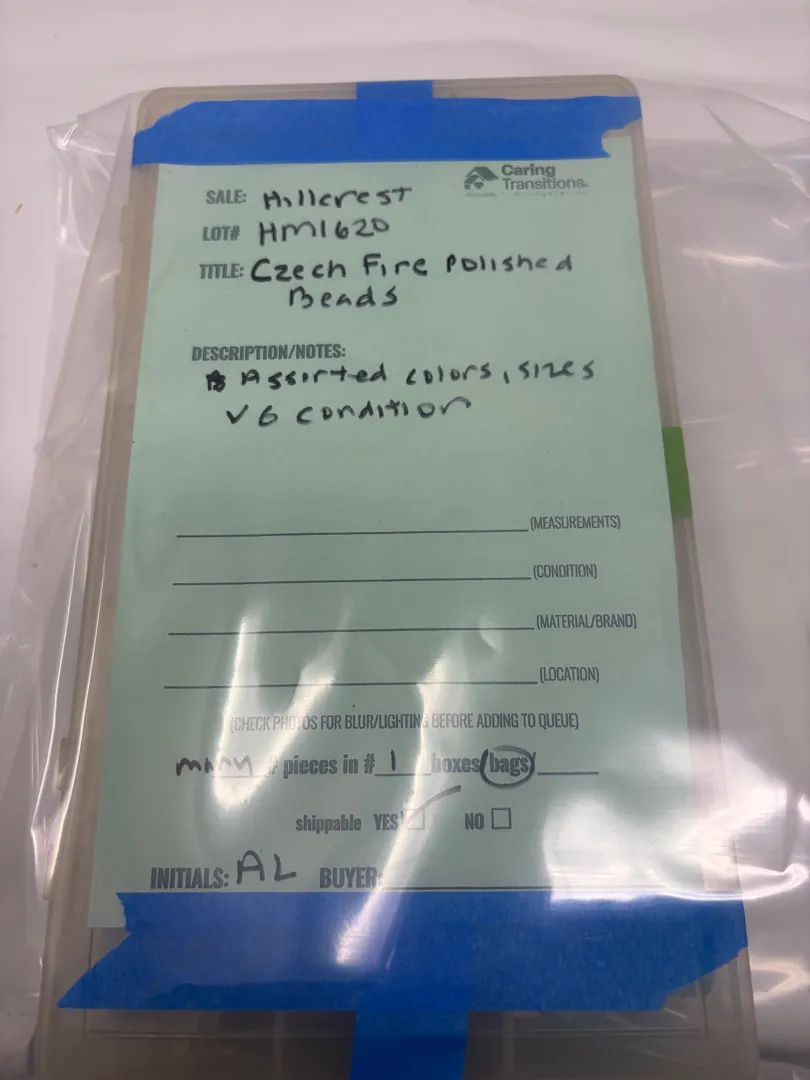 Caring
Transitions.
SALE: Hillcrest
LOT# HM1620
TITLE: Czech Fire Polished
Beads
DESCRIPTION/NOTES:
Assorted colors, sizes
VG condition
(MEASUREMENTS)
(CONDITION)
(MATERIAL/BRAND)
(LOCATION)
(CHECK PHOTOS FOR BLUR/LIGHTING BEFORE ADDING TO QUEUE)
many # pieces in # 1 boxes/bags/
shippable YES NO
INITIALS: AL BUYER: